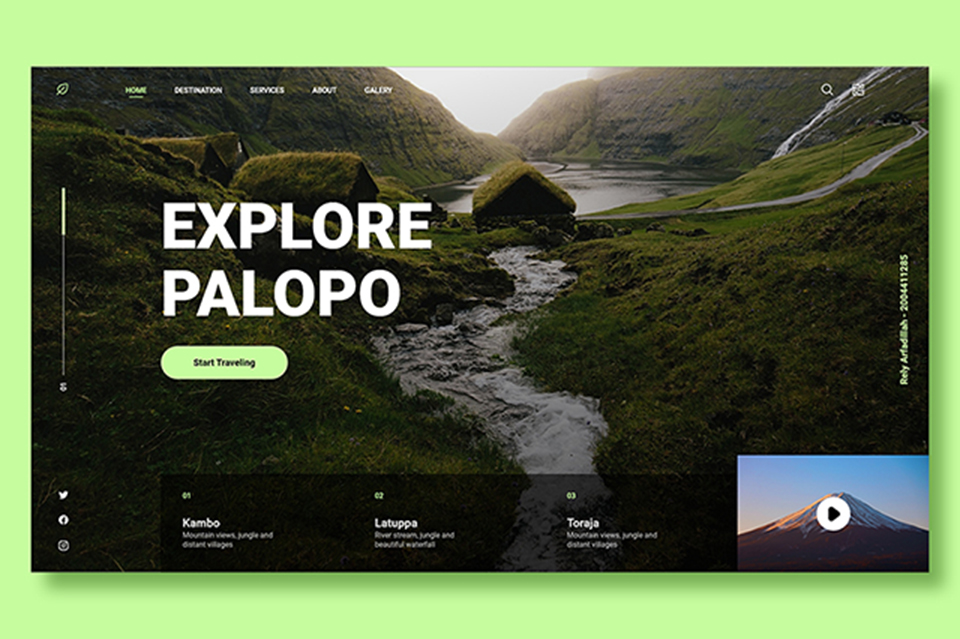 HOME DESTINATION SERVICES ABOUT GALERY
EXPLORE
PALOPO
Start Traveling
01
Rely Arfadillah - 2004411285
01
Kambo
Mountain views, jungle and
distant villages
02
Latuppa
River stream, jungle and
beautiful waterfall
03
Toraja
Mountain views, jungle and
distant villages